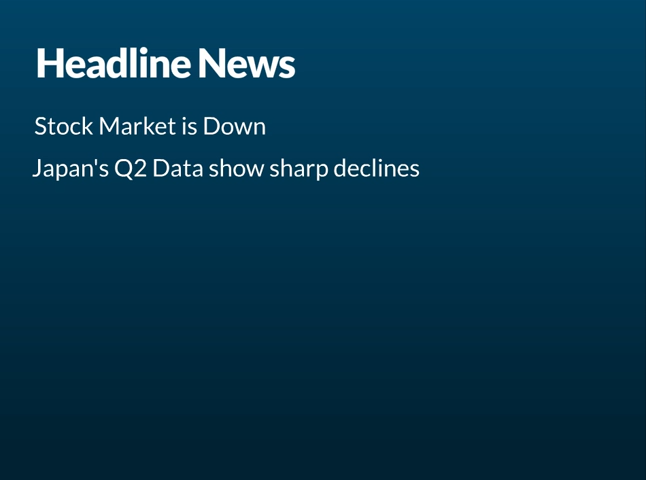 Headline News
Stock Market is Down
Japan's Q2 Data show sharp declines